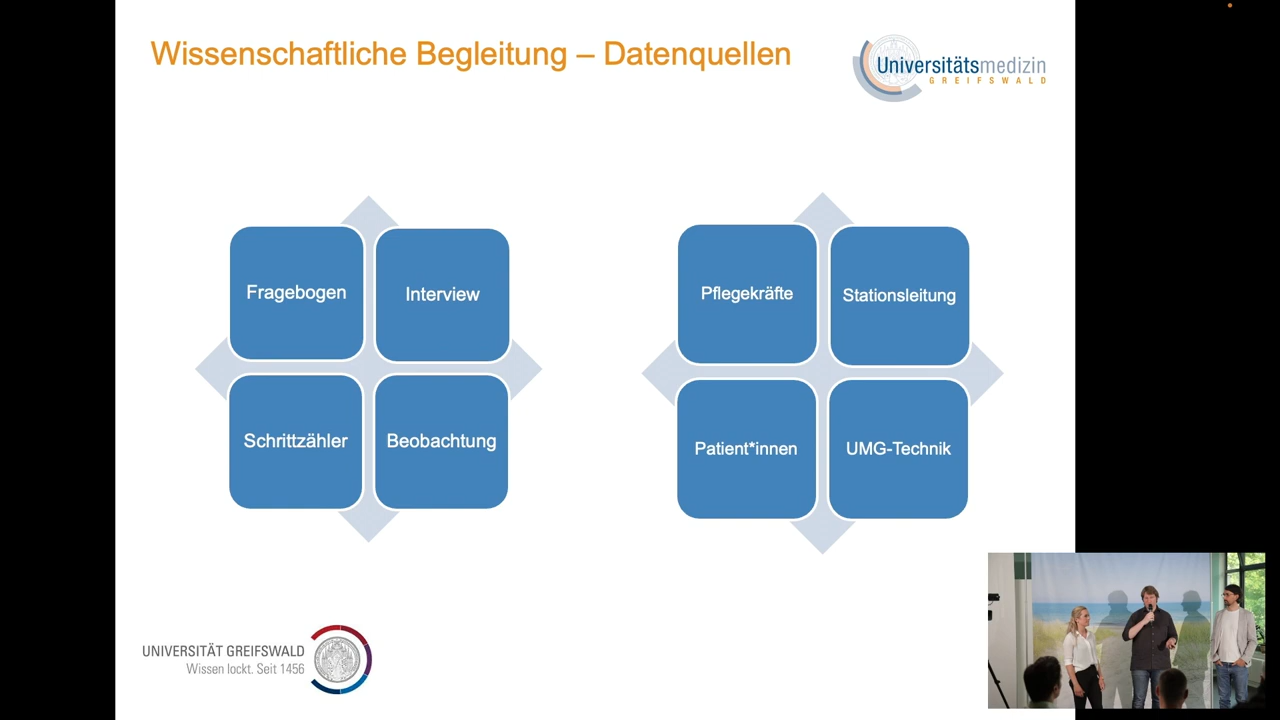 Wissenschaftliche Begleitung – Datenquellen
Universitätsmedizin
GREIFSWALD
Fragebogen
Interview
Schrittzähler
Beobachtung
Pflegekräfte
Stationsleitung
Patient*innen
UMG-Technik
UNIVERSITÄT GREIFSWALD
Wissen lockt. Seit 1456